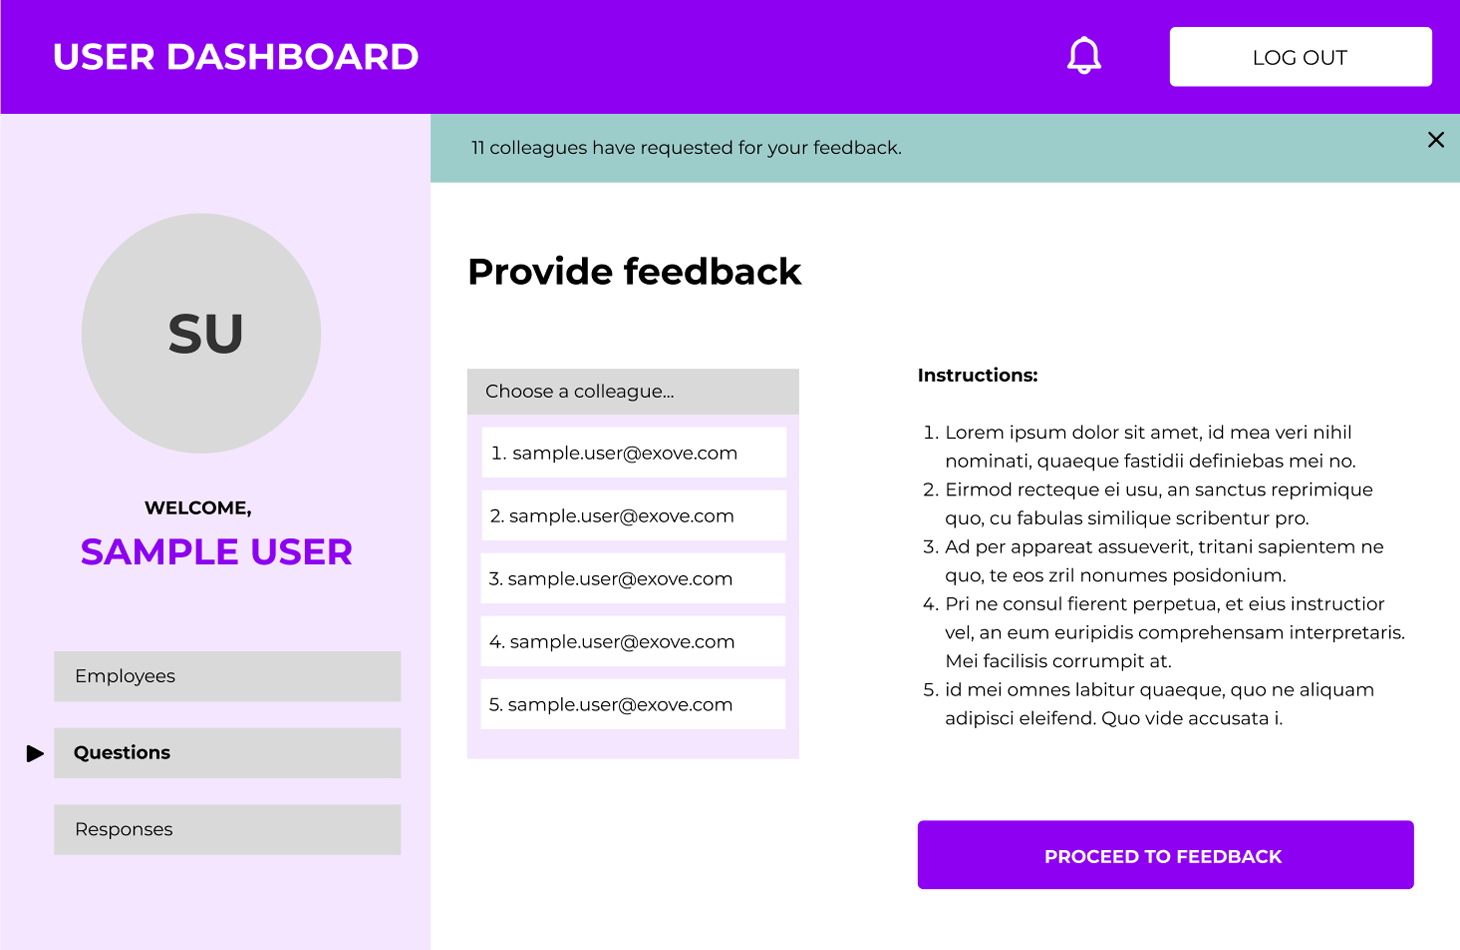 USER DASHBOARD
LOG OUT
11 colleagues have requested for your feedback.
SU
WELCOME,
SAMPLE USER
Employees
Questions
Responses
Provide feedback
Choose a colleague...
1. sample.user@exove.com
2. sample.user@exove.com
3. sample.user@exove.com
4. sample.user@exove.com
5. sample.user@exove.com
Instructions:
1. Lorem ipsum dolor sit amet, id mea veri nihil
nominati, quaeque fastidii definiebas mei no.
2. Eirmod recteque ei usu, an sanctus reprimique
quo, cu fabulas similique scribentur pro.
3. Ad per appareat assueverit, tritani sapientem ne
quo, te eos zril nonumes posidonium.
4. Pri ne consul fierent perpetua, et eius instructior
vel, an eum euripidis comprehensam interpretaris.
Mei facilisis corrumpit at.
5. id mei omnes labitur quaeque, quo ne aliquam
adipisci eleifend. Quo vide accusata i.
PROCEED TO FEEDBACK